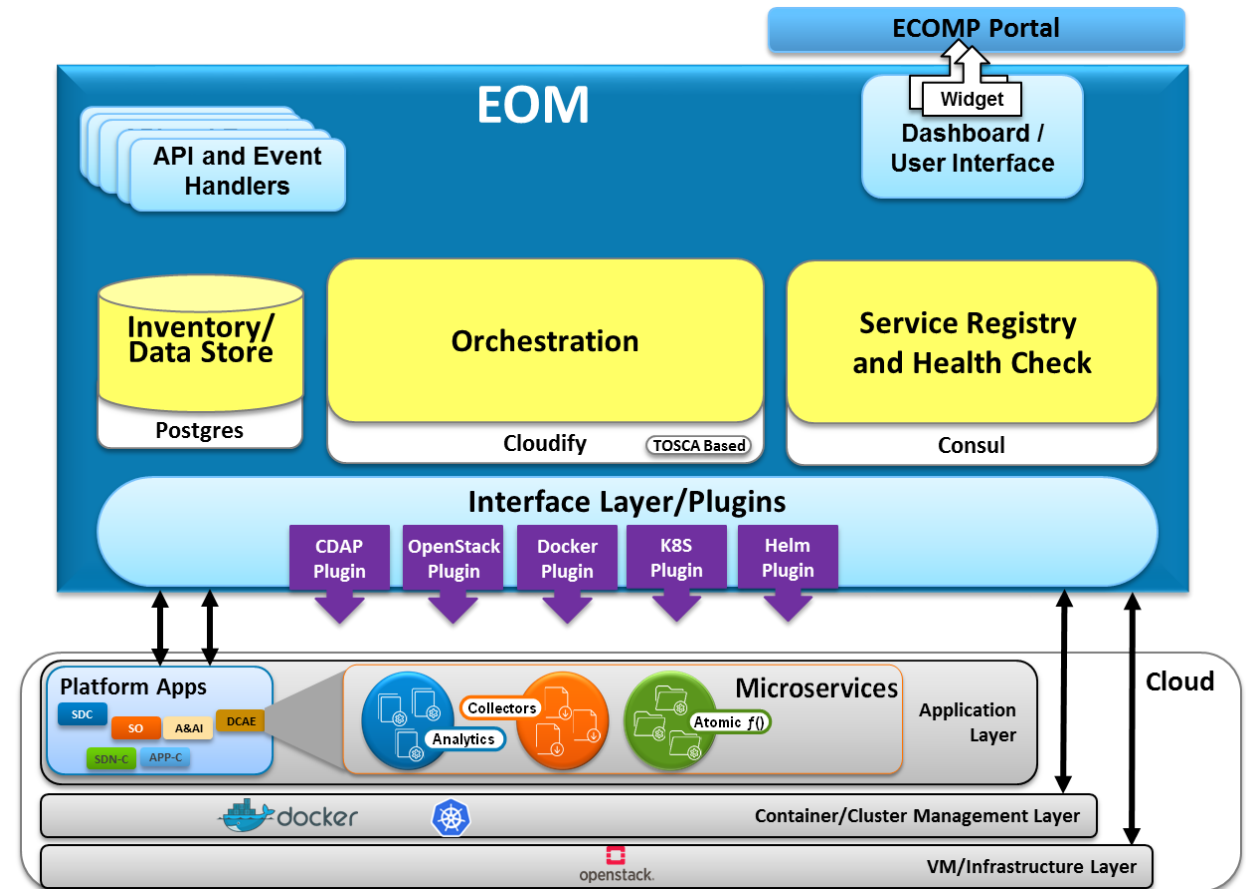 ECOMP Portal
EOM
Widget
Dashboard /
User Interface
API and Event
Handlers
Inventory/
Data Store
Postgres
Orchestration
Cloudify
TOSCA Based
Service Registry
and Health Check
Consul
Interface Layer/Plugins
CDAP
Plugin
OpenStack
Plugin
Docker
Plugin
K8S
Plugin
Helm
Plugin
Cloud
Platform Apps
SDC
SO
A&AI
DCAE
SDN-C
APP-C
Microservices
Collectors
Analytics
Atomic ƒ()
Application
Layer
docker
Container/Cluster Management Layer
openstack.
VM/Infrastructure Layer